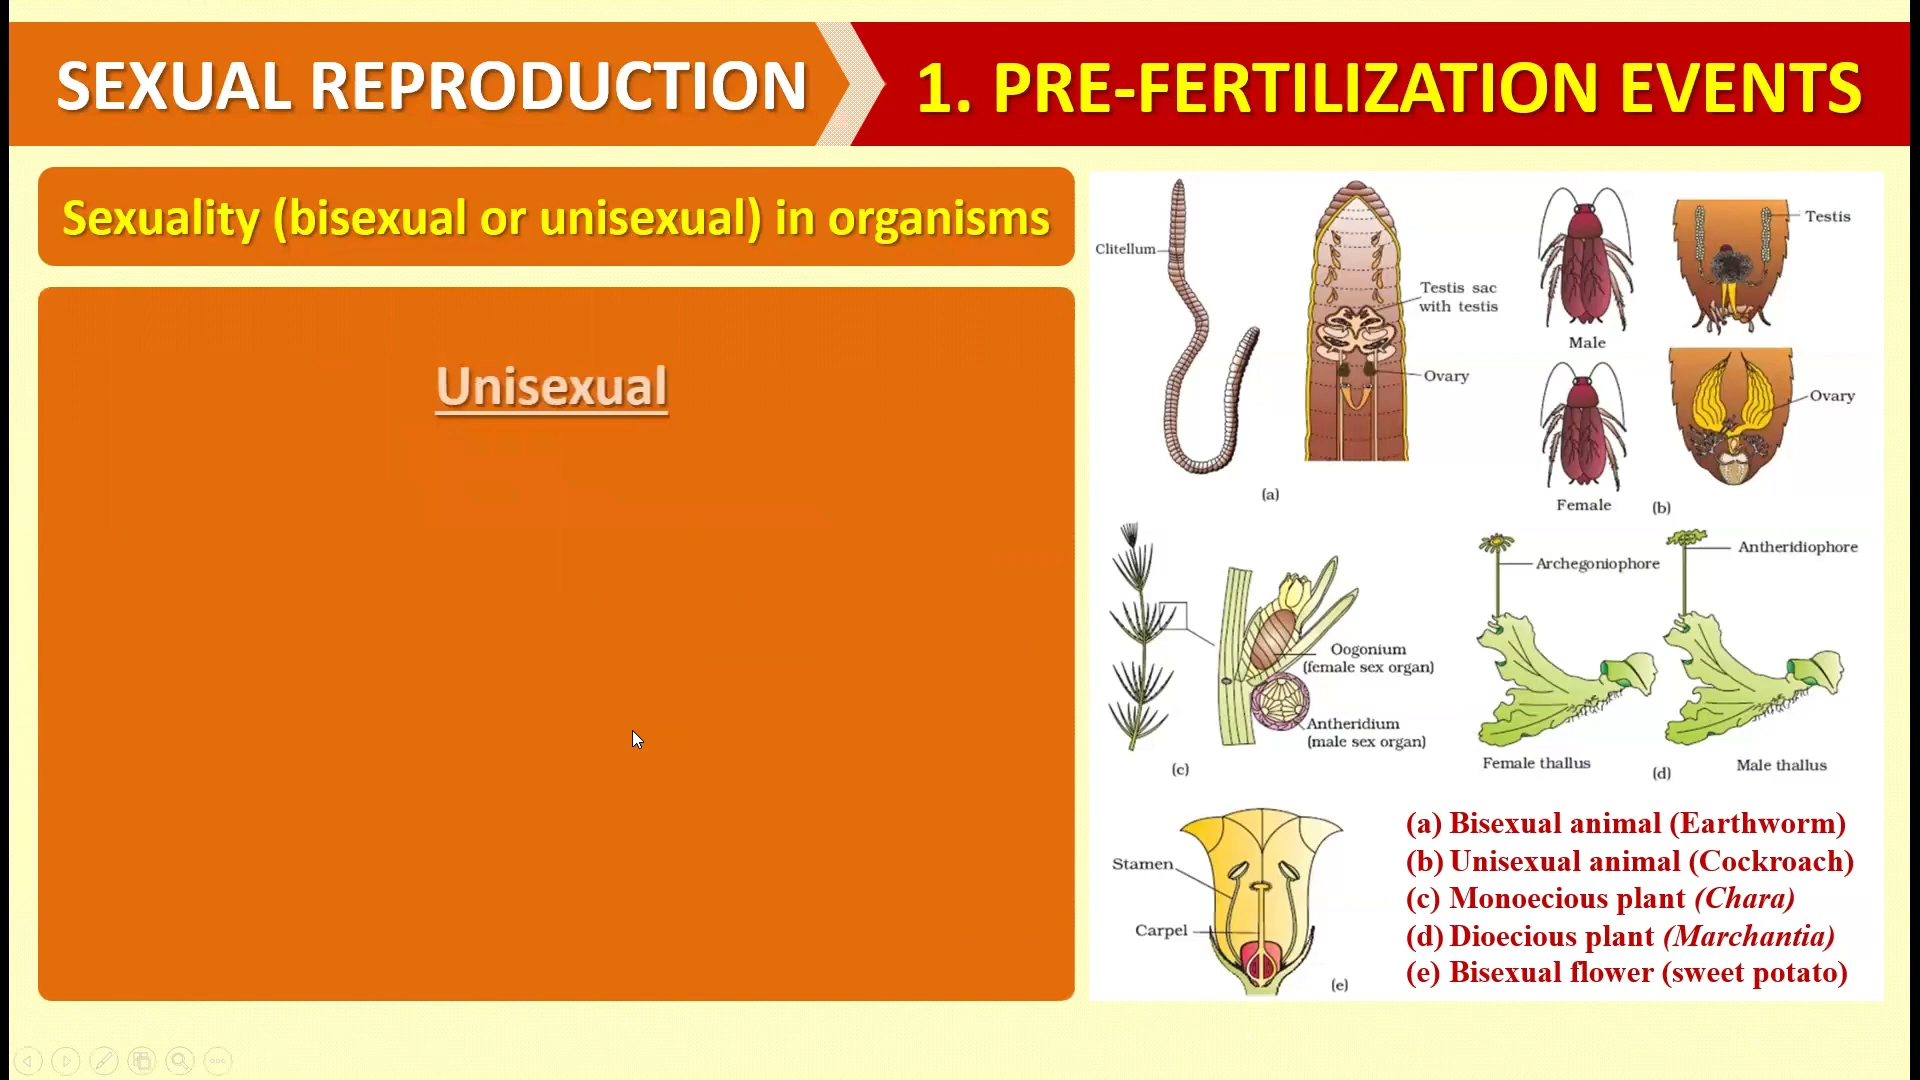 SEXUAL REPRODUCTION
1. PRE-FERTILIZATION EVENTS
Sexuality (bisexual or unisexual) in organisms
Unisexual
Clitellum
Testis sac
with testis
Ovary
(a)
Male
Testis
Female
Ovary
(b)
Oogonium
(female sex organ)
Antheridium
(male sex organ)
(c)
Archegoniophore
Antheridiophore
Female thallus
(d)
Male thallus
Stamen
Carpel
(e)
(a) Bisexual animal (Earthworm)
(b) Unisexual animal (Cockroach)
(c) Monoecious plant (Chara)
(d) Dioecious plant (Marchantia)
(e) Bisexual flower (sweet potato)